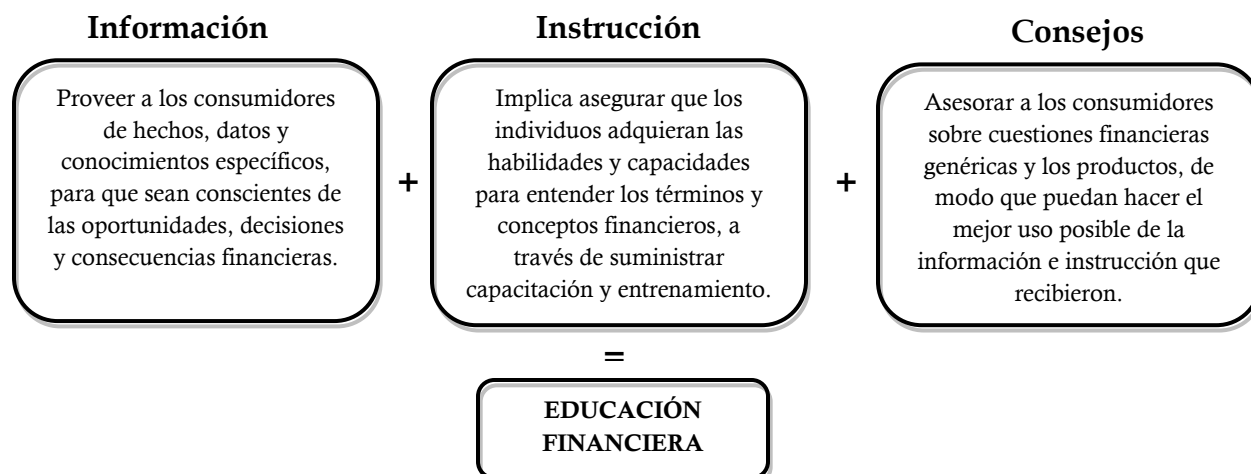 Información
Proveer a los consumidores
de hechos, datos y
conocimientos específicos,
para que sean conscientes de
las oportunidades, decisiones
y consecuencias financieras.
+
Instrucción
Implica asegurar que los
individuos adquieran las
habilidades y capacidades
para entender los términos y
conceptos financieros, a
través de suministrar
capacitación y entrenamiento.
+
Consejos
Asesorar a los consumidores
sobre cuestiones financieras
genéricas y los productos, de
modo que puedan hacer el
mejor uso posible de la
información e instrucción que
recibieron.
=
EDUCACIÓN
FINANCIERA